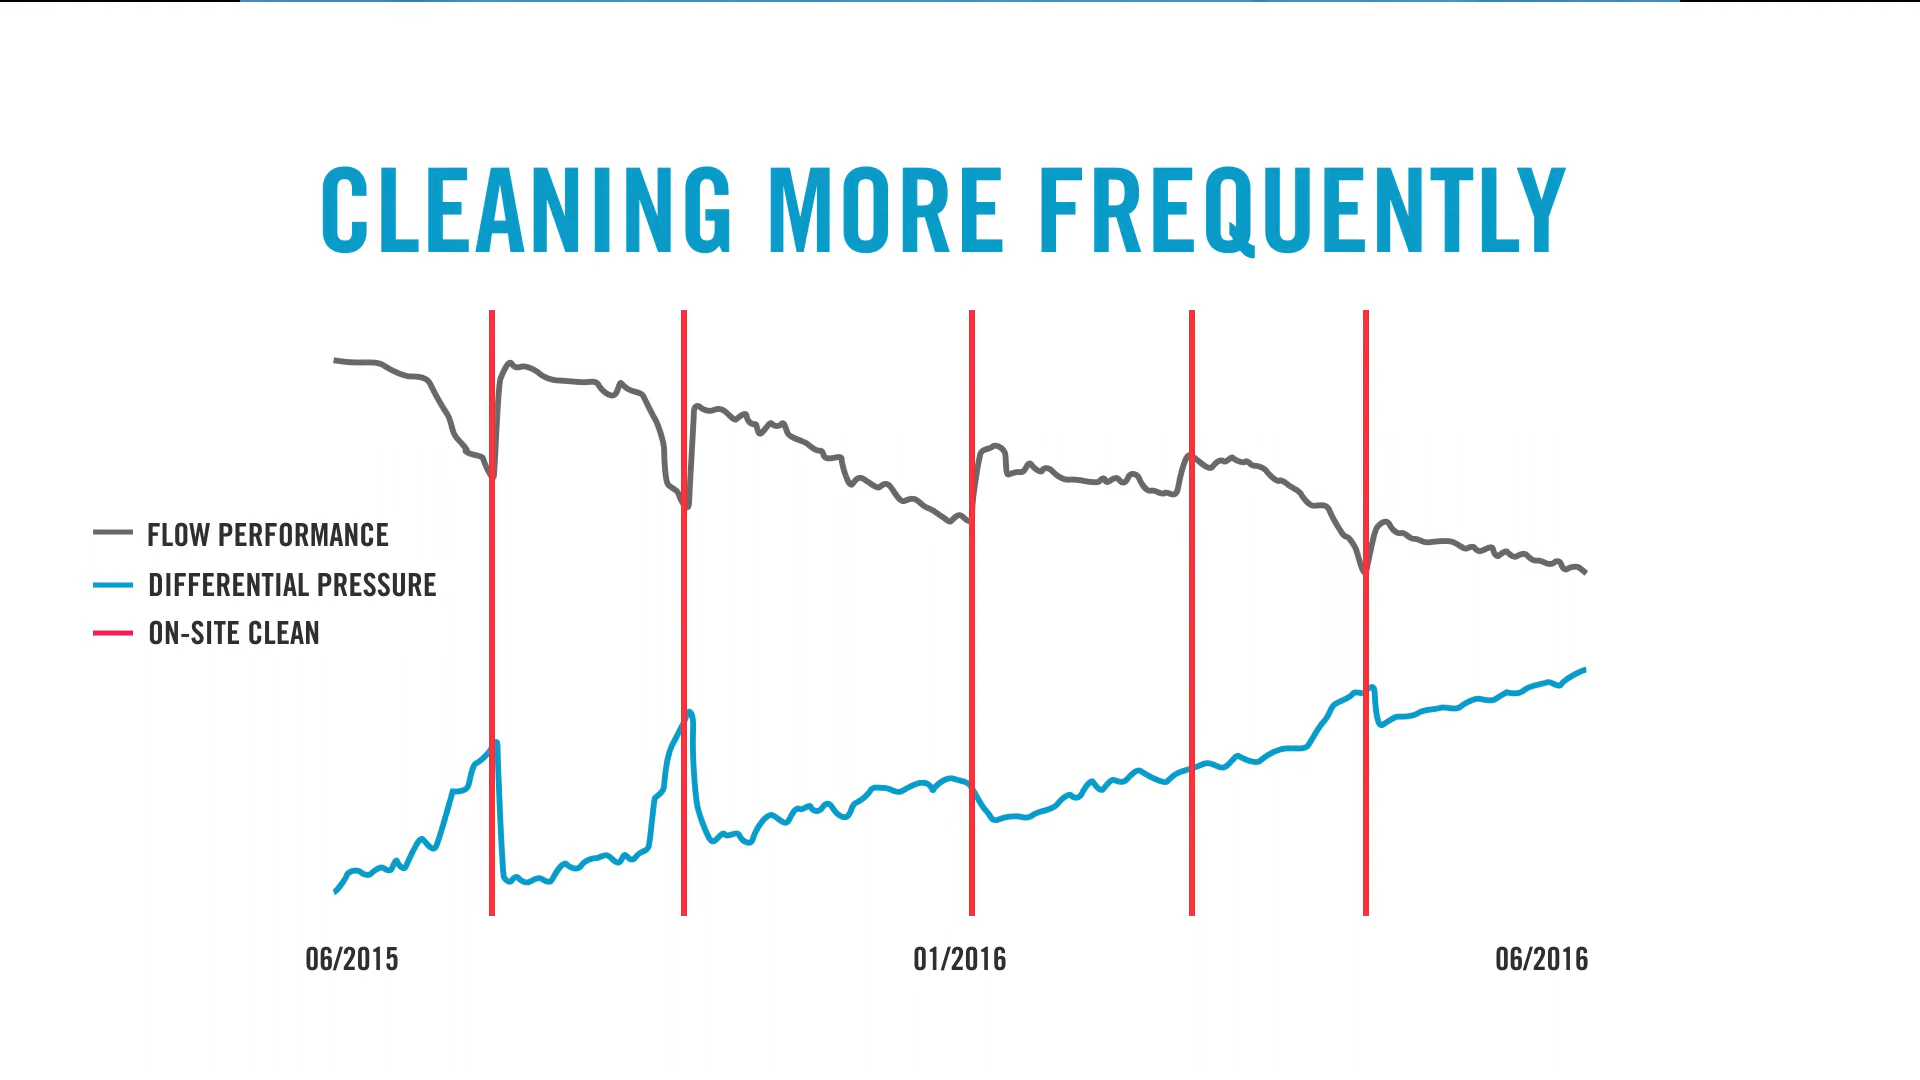 CLEANING MORE FREQUENTLY
FLOW PERFORMANCE
DIFFERENTIAL PRESSURE
ON-SITE CLEAN
06/2015
01/2016
06/2016